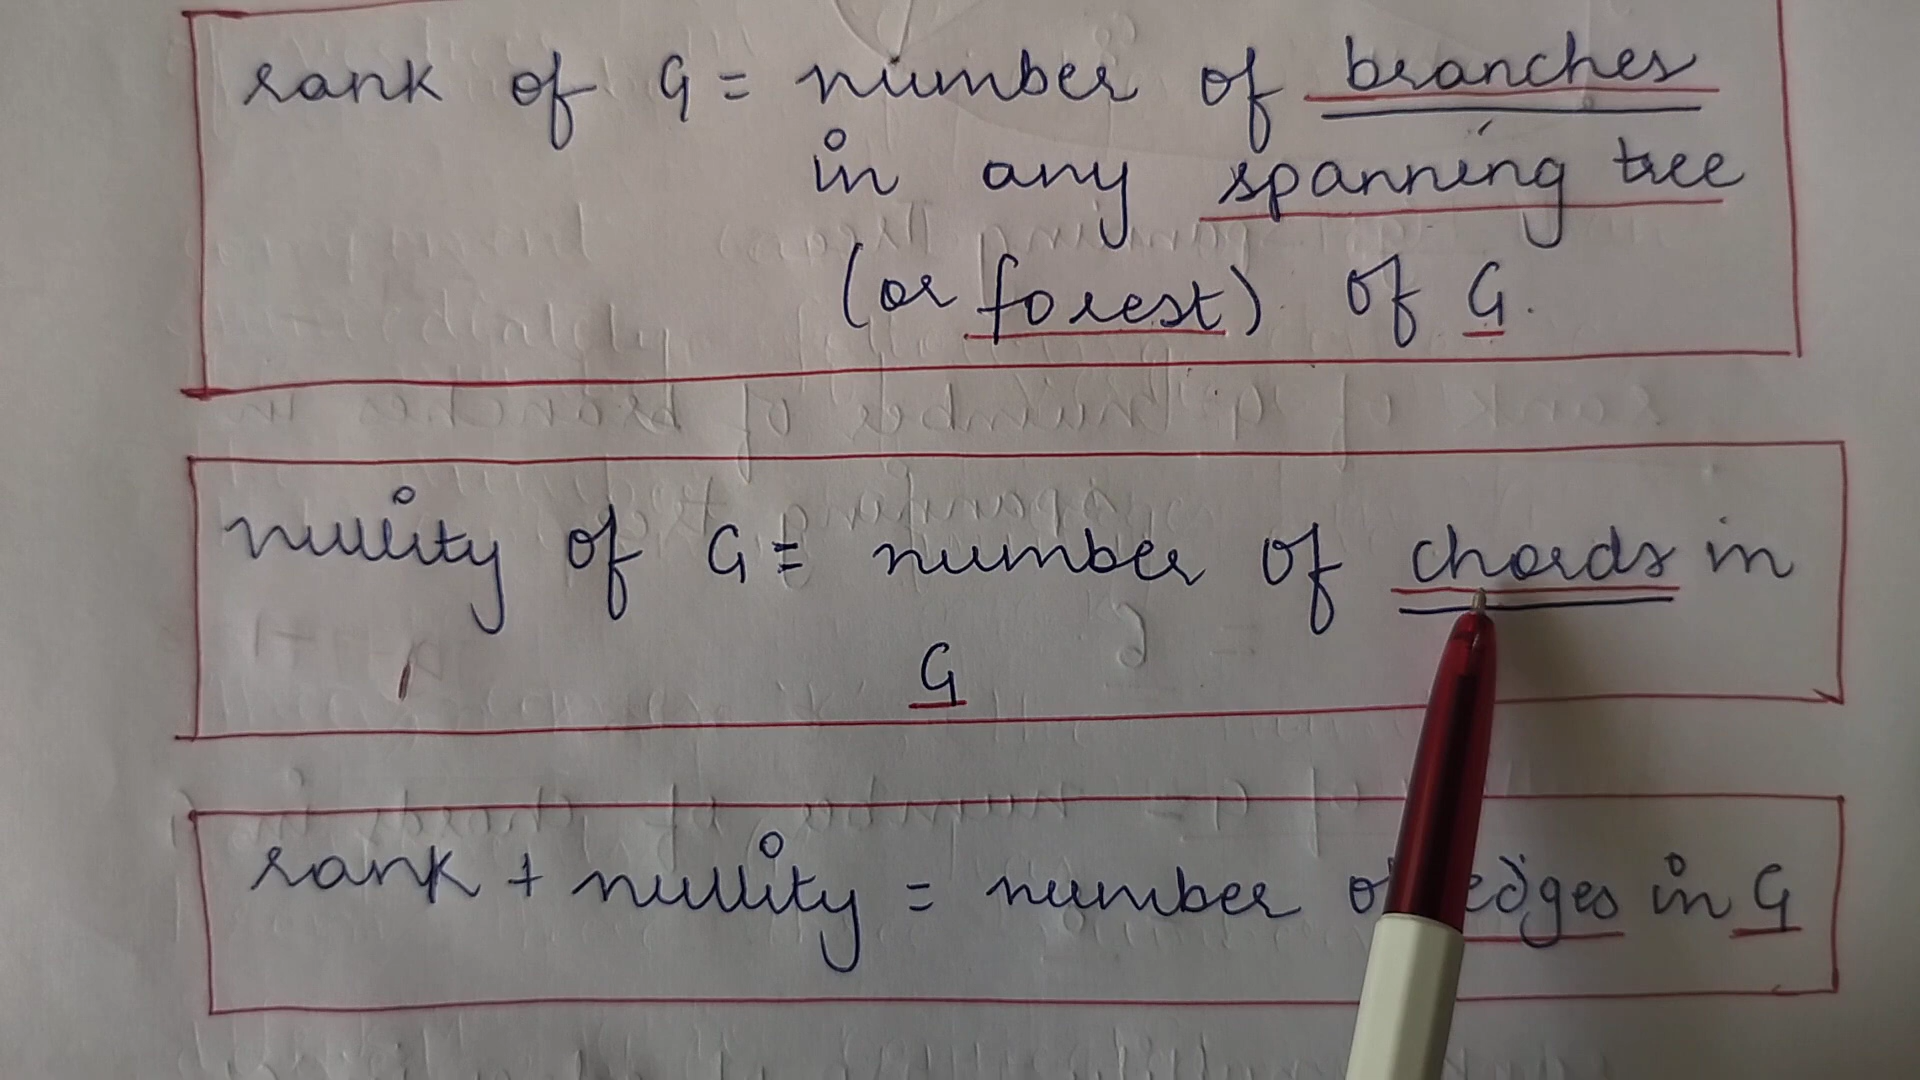 rank of G = number of branches
in any spanning tree
(or forest) of G.
nullity of G = number of chords in
G
rank + nullity = number of edges in G